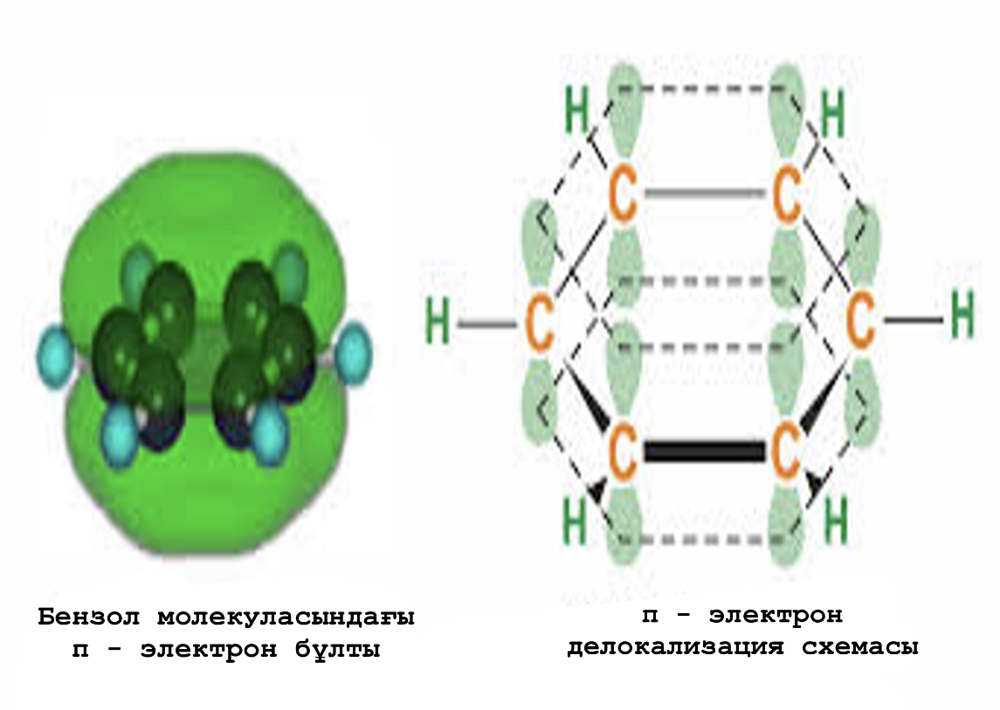 H H
C C
H C C H
C C
H H
Бензол молекуласындағы
п - электрон бұлты
п - электрон
делокализация схемасы